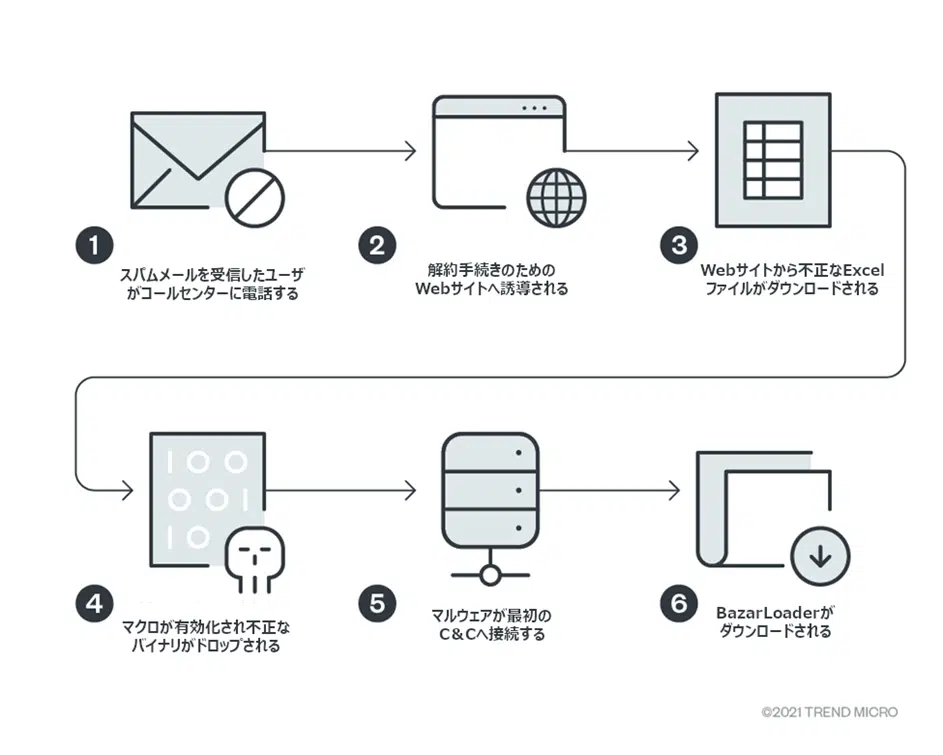 1
スパムメールを受信したユーザ
がコールセンターに電話する
2
解約手続きのための
Webサイトへ誘導される
3
Webサイトから不正なExcel
ファイルがダウンロードされる
100
001
10
4
マクロが有効化され不正な
バイナリがドロップされる
5
マルウェアが最初の
C&Cへ接続する
6
BazarLoaderが
ダウンロードされる
©2021 TREND MICRO